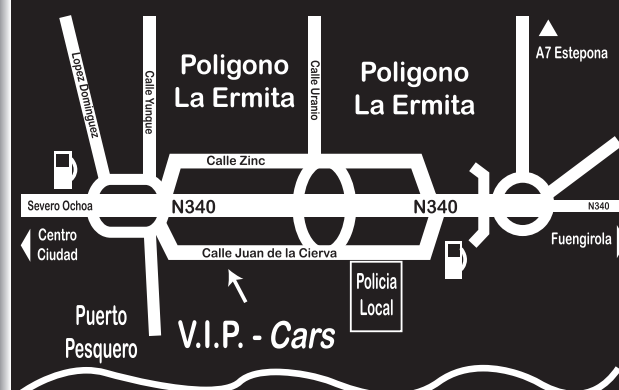 Lopez Dominguez
Calle Yunque
Poligono
La Ermita
Calle Uranio
Poligono
La Ermita
A7 Estepona
Calle Zinc
Severo Ochoa
N340
N340
N340
Centro
Ciudad
Fuengirola
Calle Juan de la Cierva
Policia
Local
Puerto
Pesquero
V.I.P. - Cars